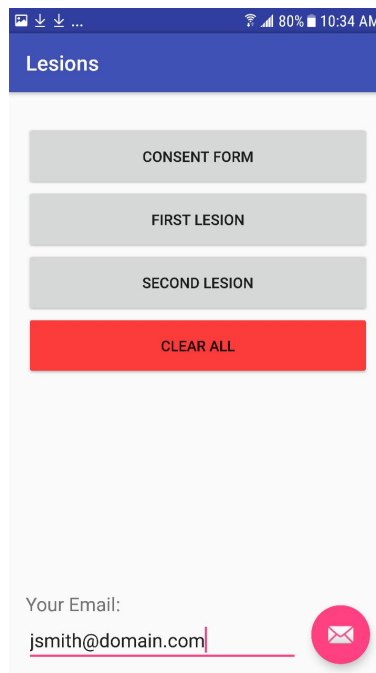 ... 80% 10:34 AM
Lesions
CONSENT FORM
FIRST LESION
SECOND LESION
CLEAR ALL
Your Email:
jsmith@domain.com